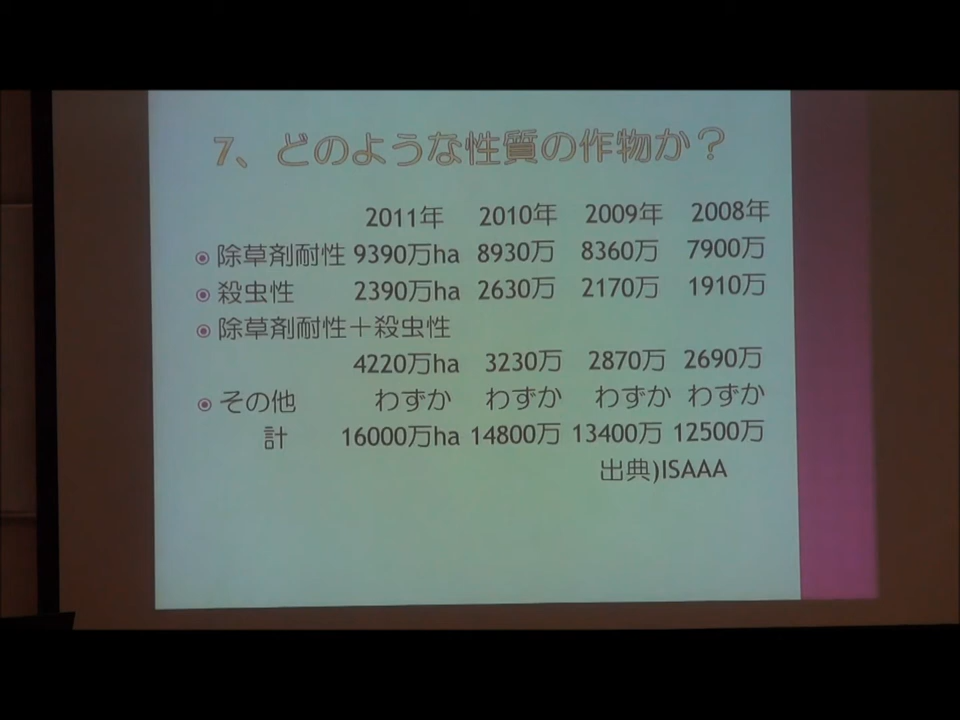 7、どのような性質の作物か？
2011年 2010年 2009年 2008年
除草剤耐性 9390万ha 8930万 8360万 7900万
殺虫性 2390万ha 2630万 2170万 1910万
除草剤耐性＋殺虫性
4220万ha 3230万 2870万 2690万
その他 わずか わずか わずか わずか
計 16000万ha 14800万 13400万 12500万
出典)ISAAA